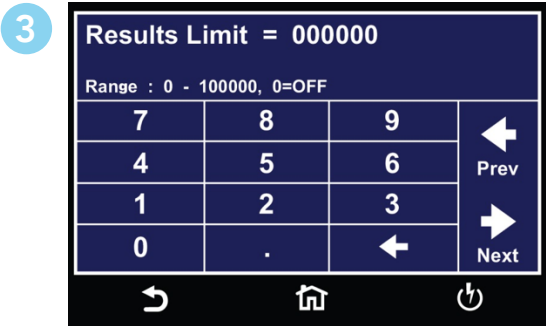 3
Results Limit = 000000
Range : 0 - 100000, 0=OFF
7 8 9
4 5 6
Prev
1 2 3
0 .
Next